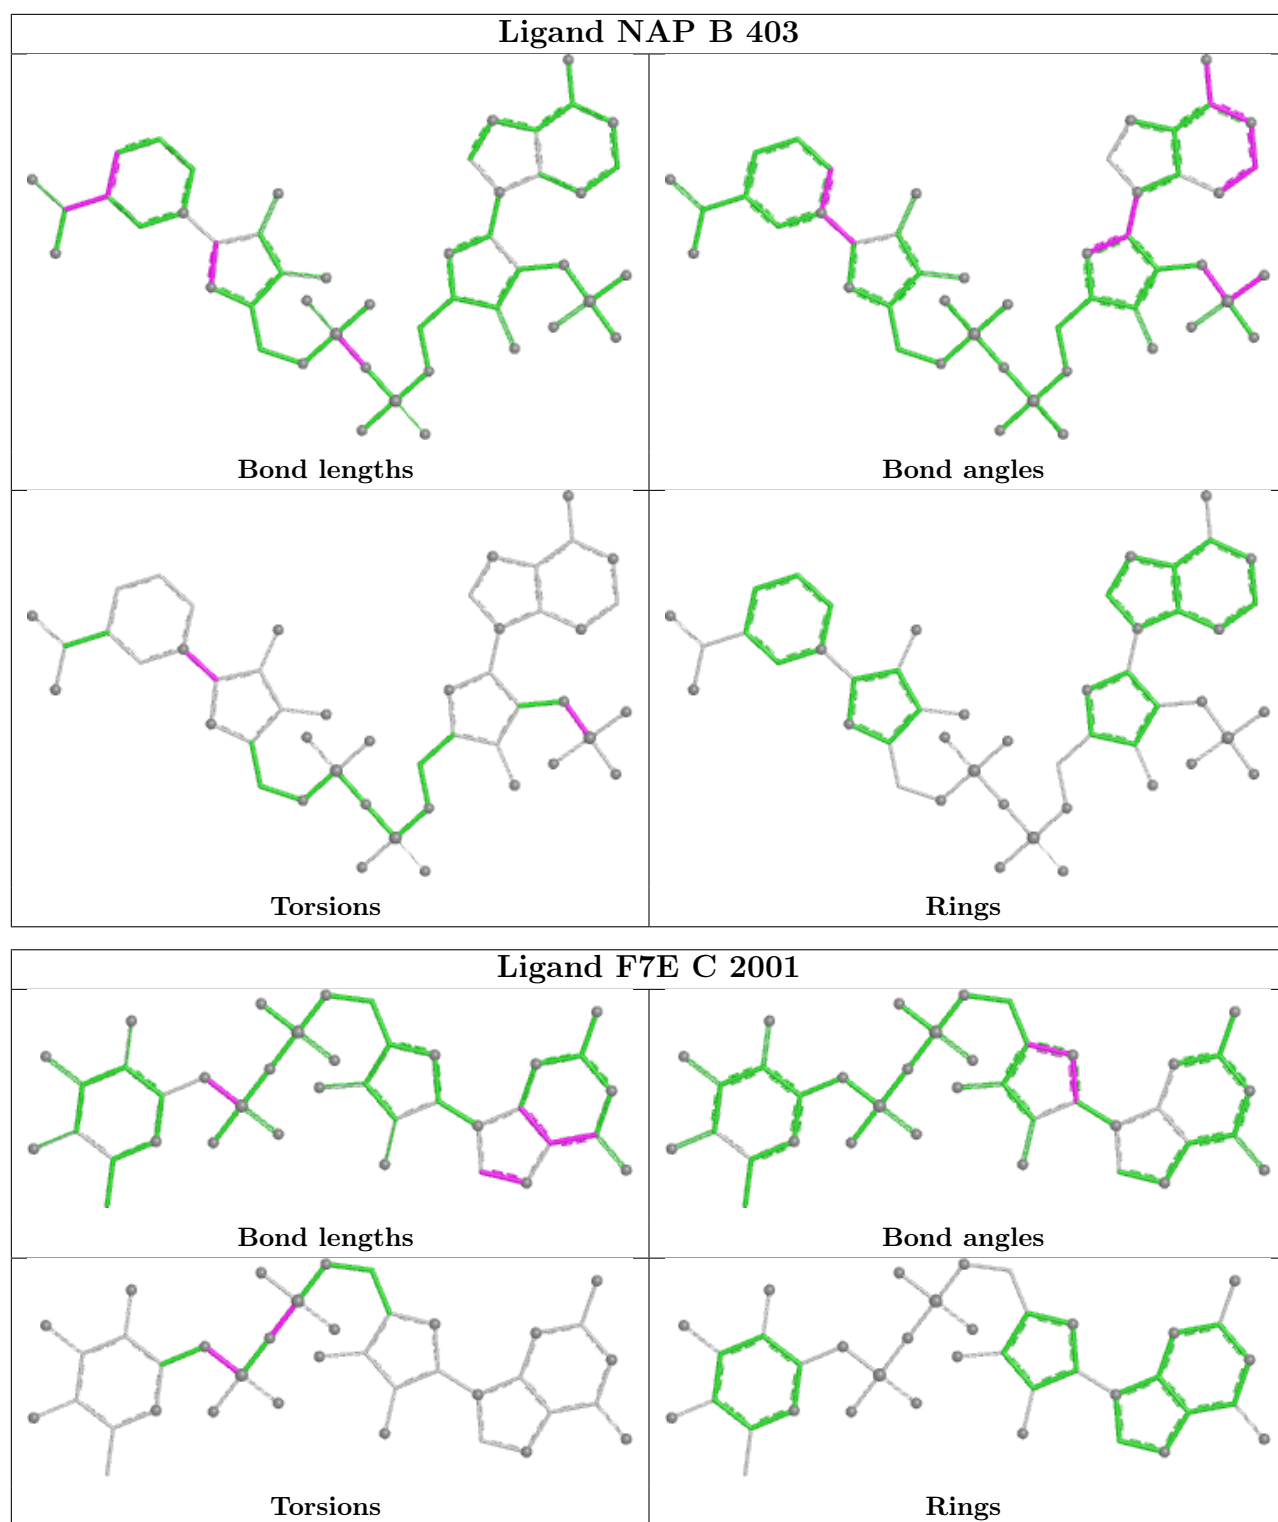 Ligand NAP B 403
Bond lengths
Bond angles
Torsions
Rings
Ligand F7E C 2001
Bond lengths
Bond angles
Torsions
Rings